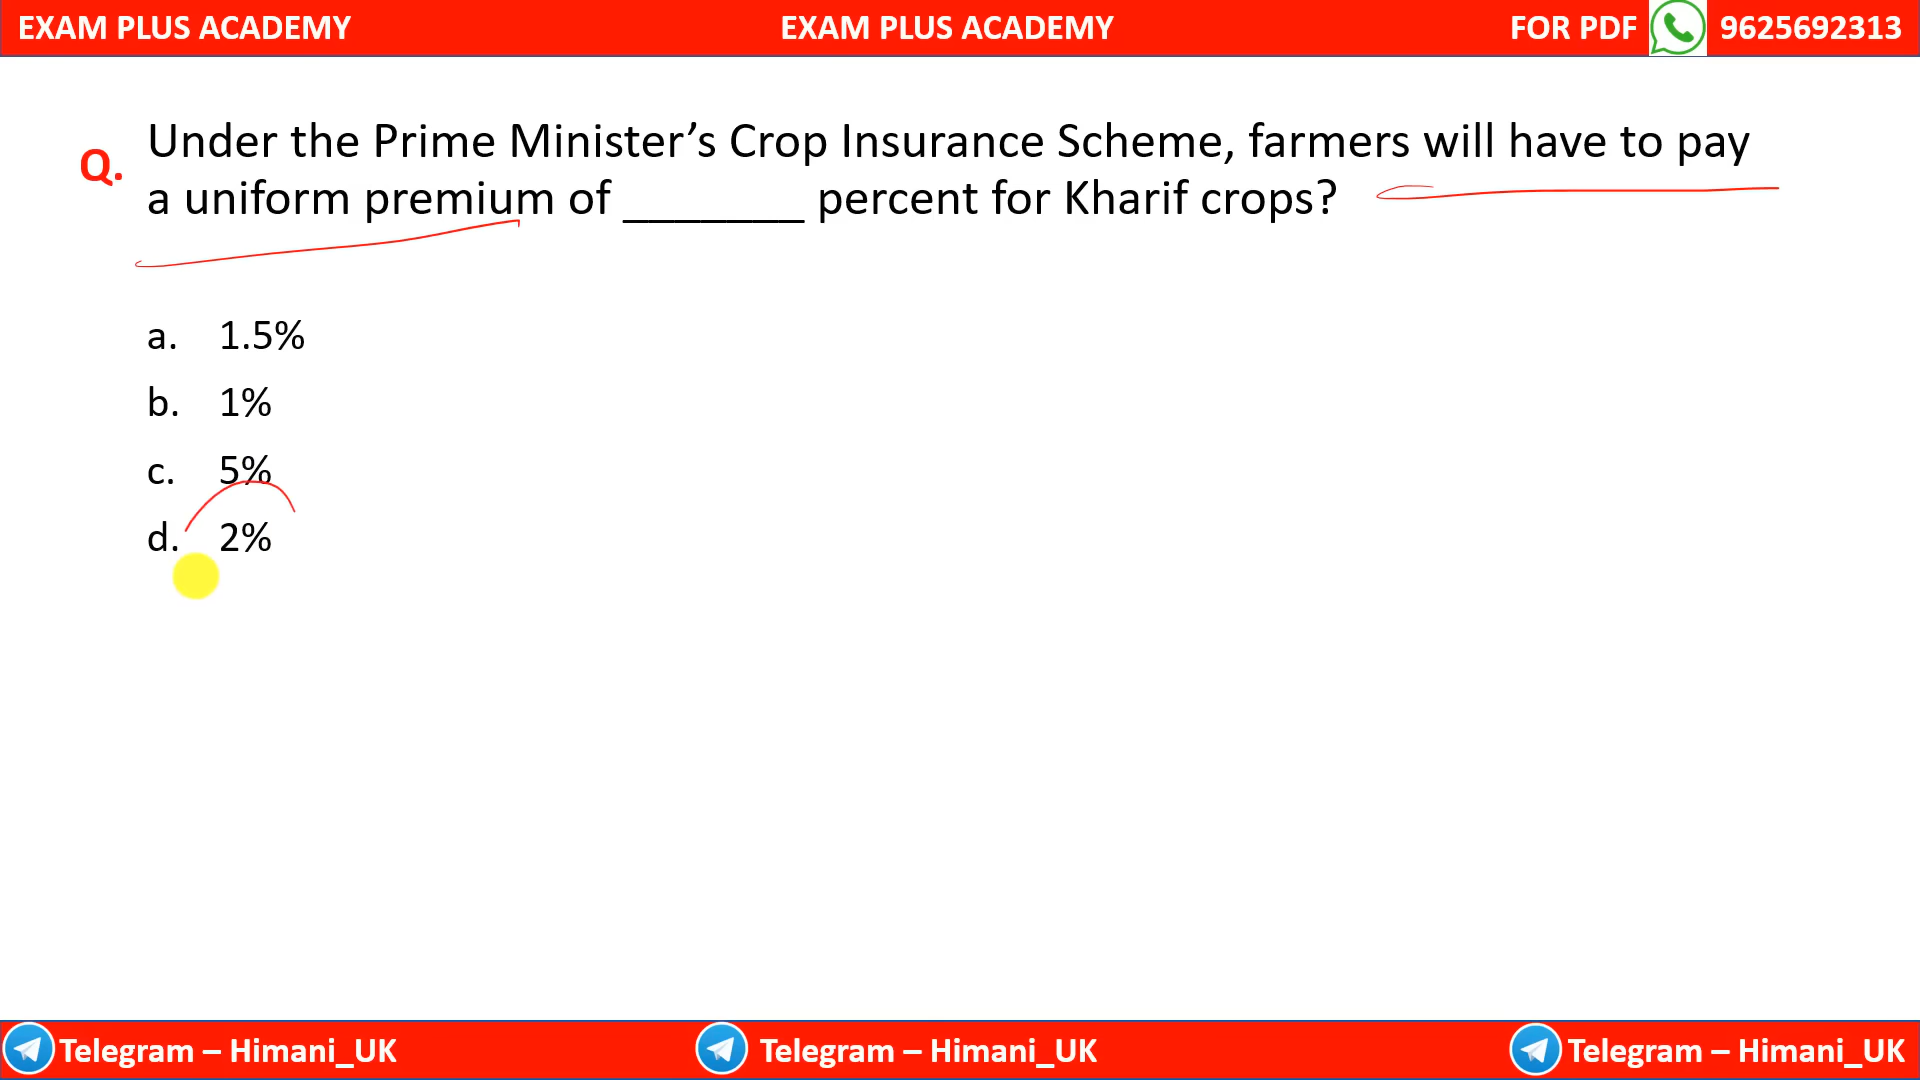 EXAM PLUS ACADEMY EXAM PLUS ACADEMY FOR PDF 9625692313
Q. Under the Prime Minister’s Crop Insurance Scheme, farmers will have to pay
a uniform premium of _______ percent for Kharif crops?
a. 1.5%
b. 1%
c. 5%
d. 2%
Telegram – Himani_UK Telegram – Himani_UK Telegram – Himani_UK